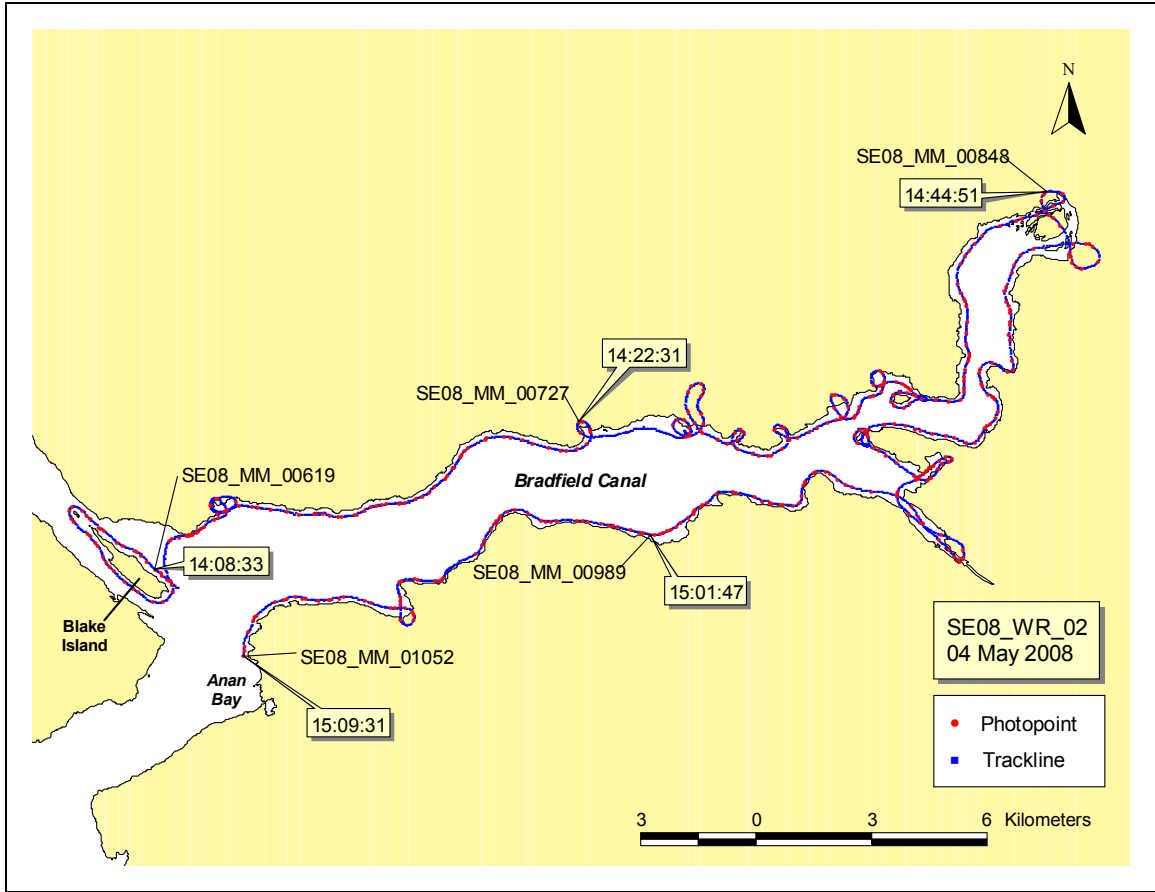 N
SE08_MM_00848
14:44:51
14:22:31
SE08_MM_00727
Bradfield Canal
SE08_MM_00619
14:08:33
SE08_MM_00989
15:01:47
Blake
Island
SE08_MM_01052
Anan
Bay
15:09:31
SE08_WR_02
04 May 2008
Photopoint
Trackline
3 0 3 6 Kilometers